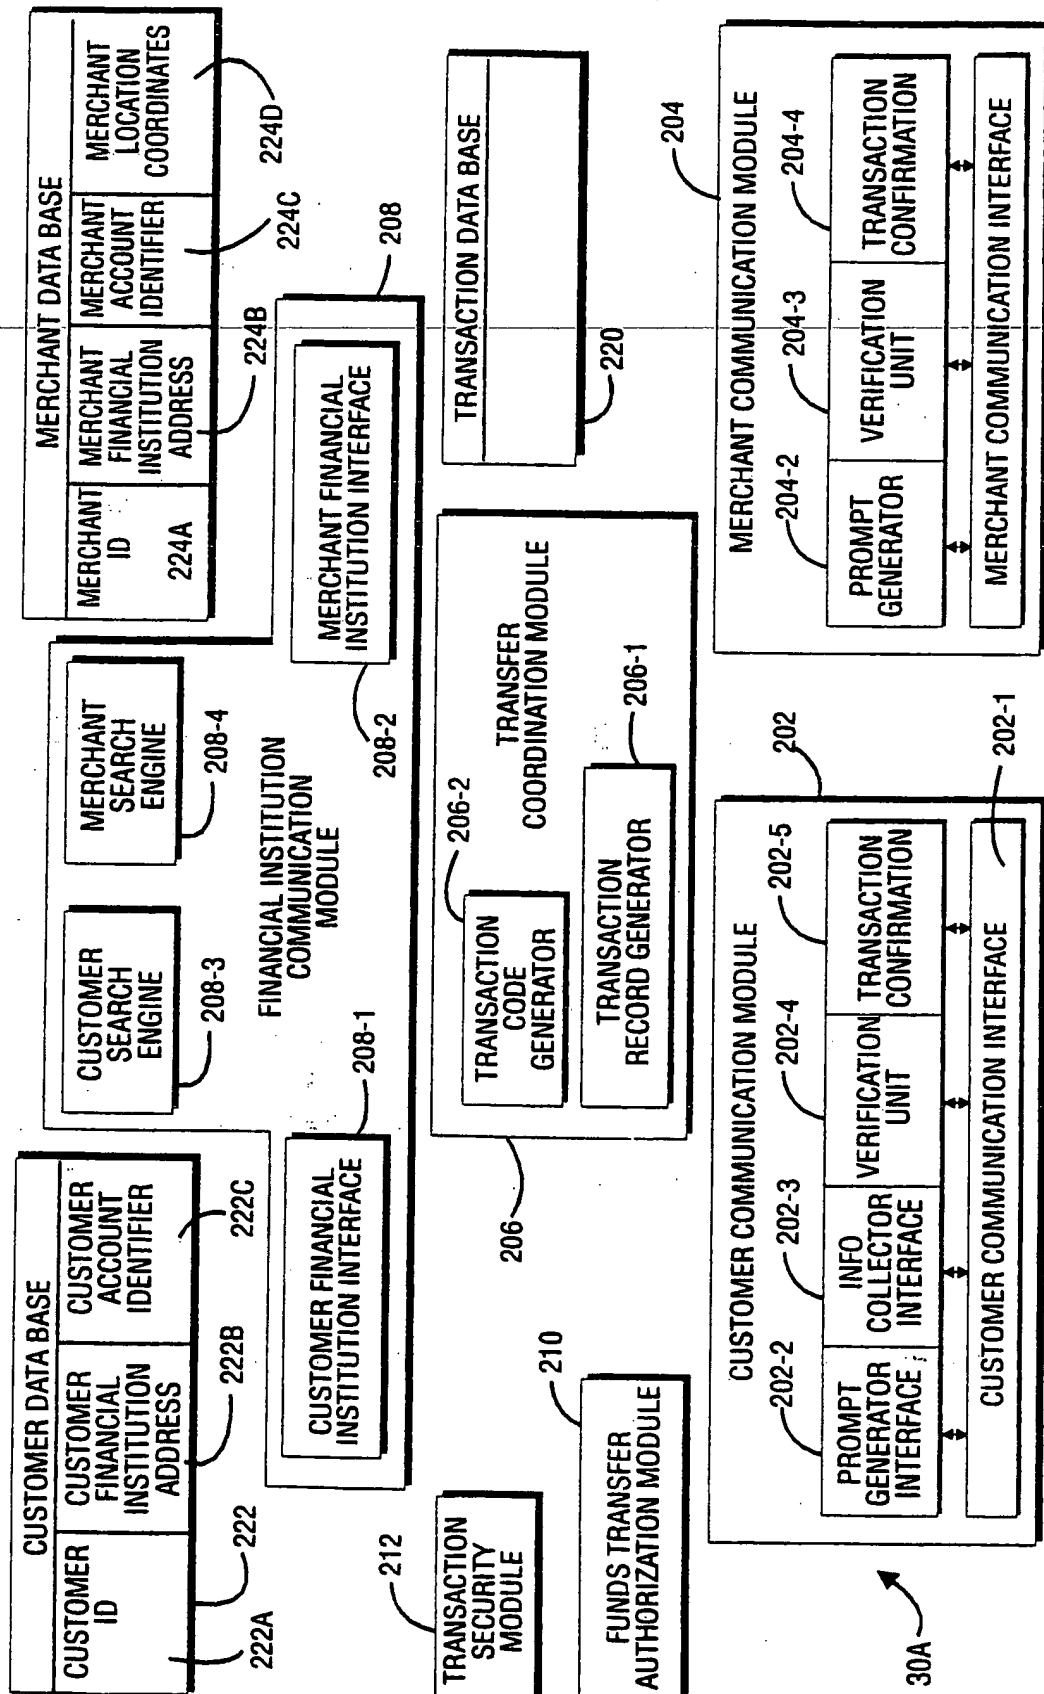 CUSTOMER DATA BASE
CUSTOMER
ID
222A
CUSTOMER
FINANCIAL
INSTITUTION
ADDRESS
222B
CUSTOMER
ACCOUNT
IDENTIFIER
222C
222
MERCHANT DATA BASE
MERCHANT
ID
224A
MERCHANT
FINANCIAL
INSTITUTION
ADDRESS
224B
MERCHANT
ACCOUNT
IDENTIFIER
224C
MERCHANT
LOCATION
COORDINATES
224D
CUSTOMER
SEARCH
ENGINE
208-3
MERCHANT
SEARCH
ENGINE
208-4
FINANCIAL INSTITUTION
COMMUNICATION
MODULE
CUSTOMER FINANCIAL
INSTITUTION INTERFACE
208-1
MERCHANT FINANCIAL
INSTITUTION INTERFACE
208-2
208
212
TRANSACTION
SECURITY
MODULE
210
FUNDS TRANSFER
AUTHORIZATION MODULE
206
TRANSACTION
CODE
GENERATOR
206-2
TRANSFER
COORDINATION MODULE
TRANSACTION
RECORD GENERATOR
206-1
TRANSACTION DATA BASE
220
CUSTOMER COMMUNICATION MODULE
202
202-2
202-3
202-4
202-5
PROMPT
GENERATOR
INTERFACE
INFO
COLLECTOR
INTERFACE
VERIFICATION
UNIT
TRANSACTION
CONFIRMATION
CUSTOMER COMMUNICATION INTERFACE
202-1
MERCHANT COMMUNICATION MODULE
204
204-2
204-3
204-4
PROMPT
GENERATOR
VERIFICATION
UNIT
TRANSACTION
CONFIRMATION
MERCHANT COMMUNICATION INTERFACE
30A